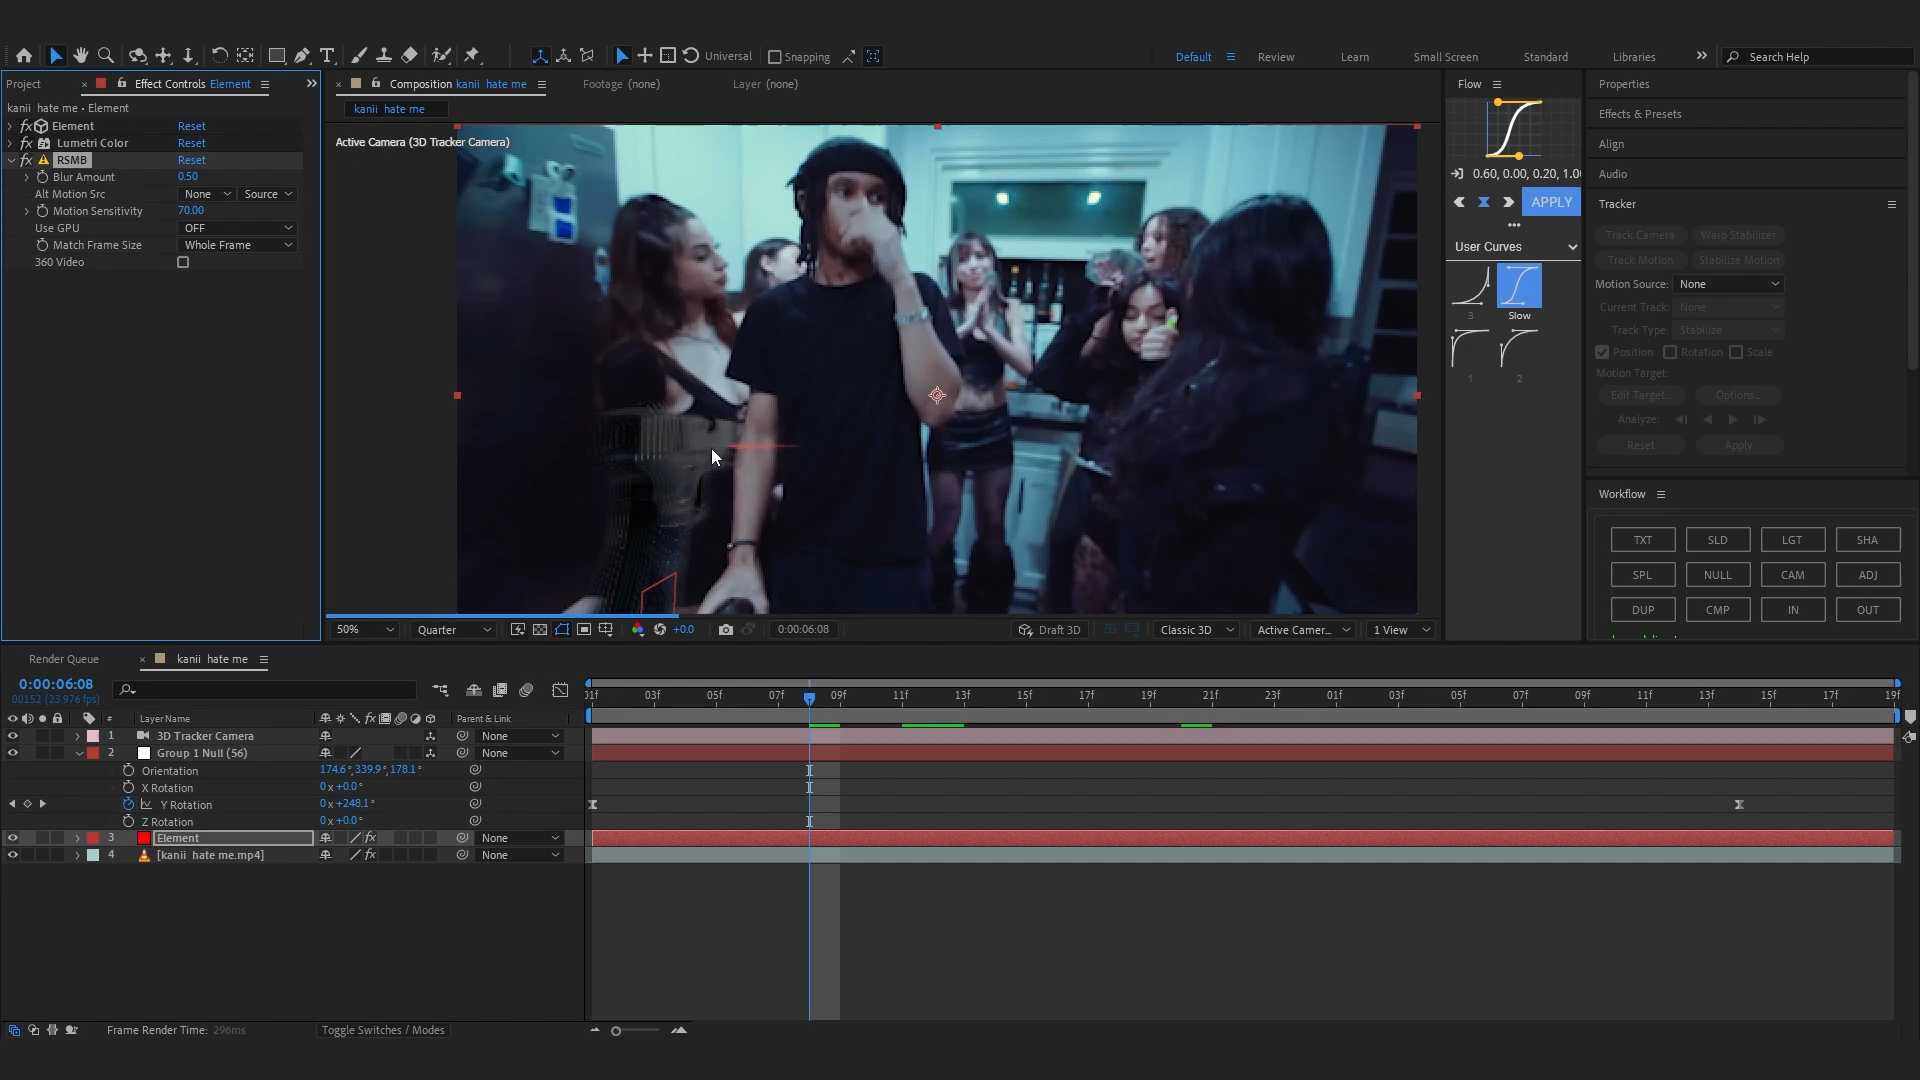 Universal
Snapping
Default
Review
Learn
Small Screen
Standard
Libraries
Search Help
Project
Effect Controls Element
kanii hate me • Element
Element
Reset
Lumetri Color
Reset
RSMB
Reset
Blur Amount
0.50
Alt Motion Src
None
Source
Motion Sensitivity
70.00
Use GPU
OFF
Match Frame Size
Whole Frame
360 Video
Composition kanii hate me
Footage (none)
Layer (none)
kanii hate me
Active Camera (3D Tracker Camera)
50%
Quarter
+0.0
0:00:06:08
Draft 3D
Classic 3D
Active Camer...
1 View
Flow
0.60, 0.00, 0.20, 1.0
APPLY
User Curves
3
Slow
1
2
Properties
Effects & Presets
Align
Audio
Tracker
Track Camera
Warp Stabilizer
Track Motion
Stabilize Motion
Motion Source:
None
Current Track:
None
Track Type:
Stabilize
Position
Rotation
Scale
Motion Target:
Edit Target...
Options...
Analyze:
Reset
Apply
Workflow
TXT
SLD
LGT
SHA
SPL
NULL
CAM
ADJ
DUP
CMP
IN
OUT
Render Queue
kanii hate me
0:00:06:08
00152 (23.976 fps)
01f
03f
05f
07f
09f
11f
13f
15f
17f
19f
21f
23f
01f
03f
05f
07f
09f
11f
13f
15f
17f
19f
#
Layer Name
fx
Parent & Link
1
3D Tracker Camera
None
2
Group 1 Null (56)
None
Orientation
174.6°,339.9°,178.1°
X Rotation
0x+0.0°
Y Rotation
0x+248.1°
Z Rotation
0x+0.0°
3
Element
fx
None
4
[kanii hate me.mp4]
fx
None
Frame Render Time: 296ms
Toggle Switches / Modes